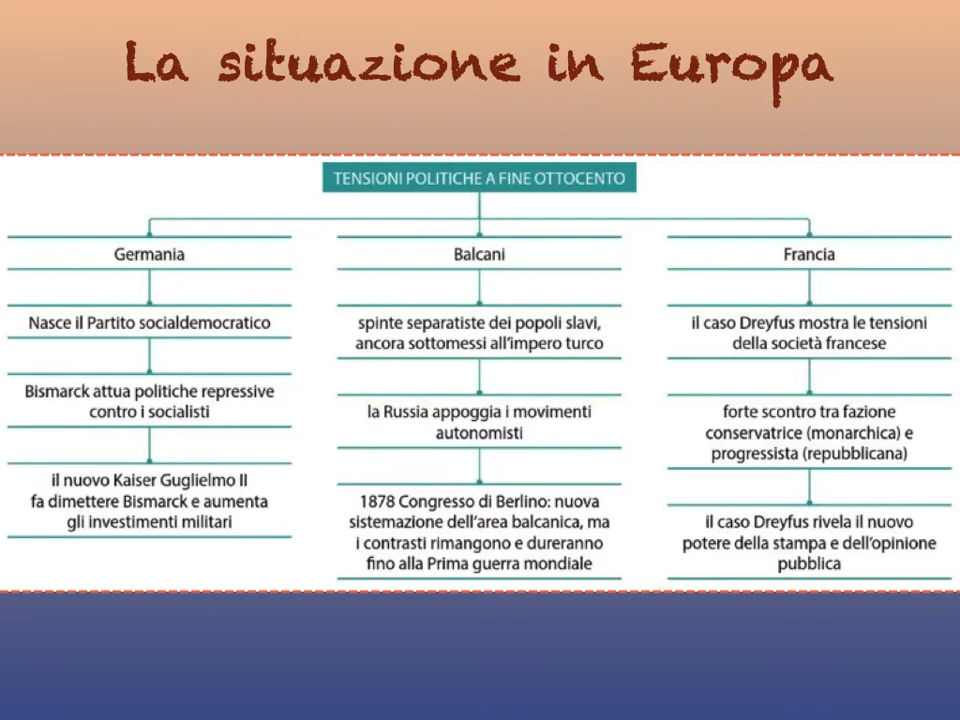 La situazione in Europa
TENSIONI POLITICHE A FINE OTTOCENTO
Germania
Nasce il Partito socialdemocratico
Bismarck attua politiche repressive
contro i socialisti
il nuovo Kaiser Guglielmo II
fa dimettere Bismarck e aumenta
gli investimenti militari
Balcani
spinte separatiste dei popoli slavi,
ancora sottomessi all'impero turco
la Russia appoggia i movimenti
autonomisti
1878 Congresso di Berlino: nuova
sistemazione dell'area balcanica, ma
i contrasti rimangono e dureranno
fino alla Prima guerra mondiale
Francia
il caso Dreyfus mostra le tensioni
della società francese
forte scontro tra fazione
conservatrice (monarchica) e
progressista (repubblicana)
il caso Dreyfus rivela il nuovo
potere della stampa e dell'opinione
pubblica